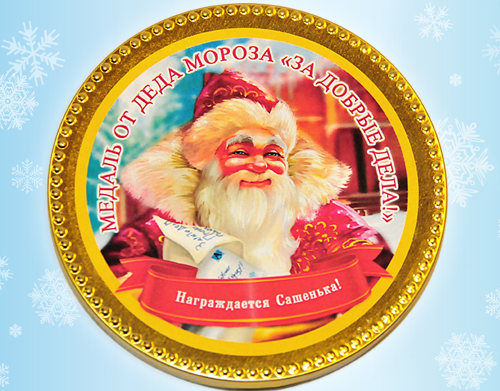 МЕДАЛЬ ОТ ДЕДА МОРОЗА «ЗА ДОБРЫЕ ДЕЛА!»
Награждается Сашенька!